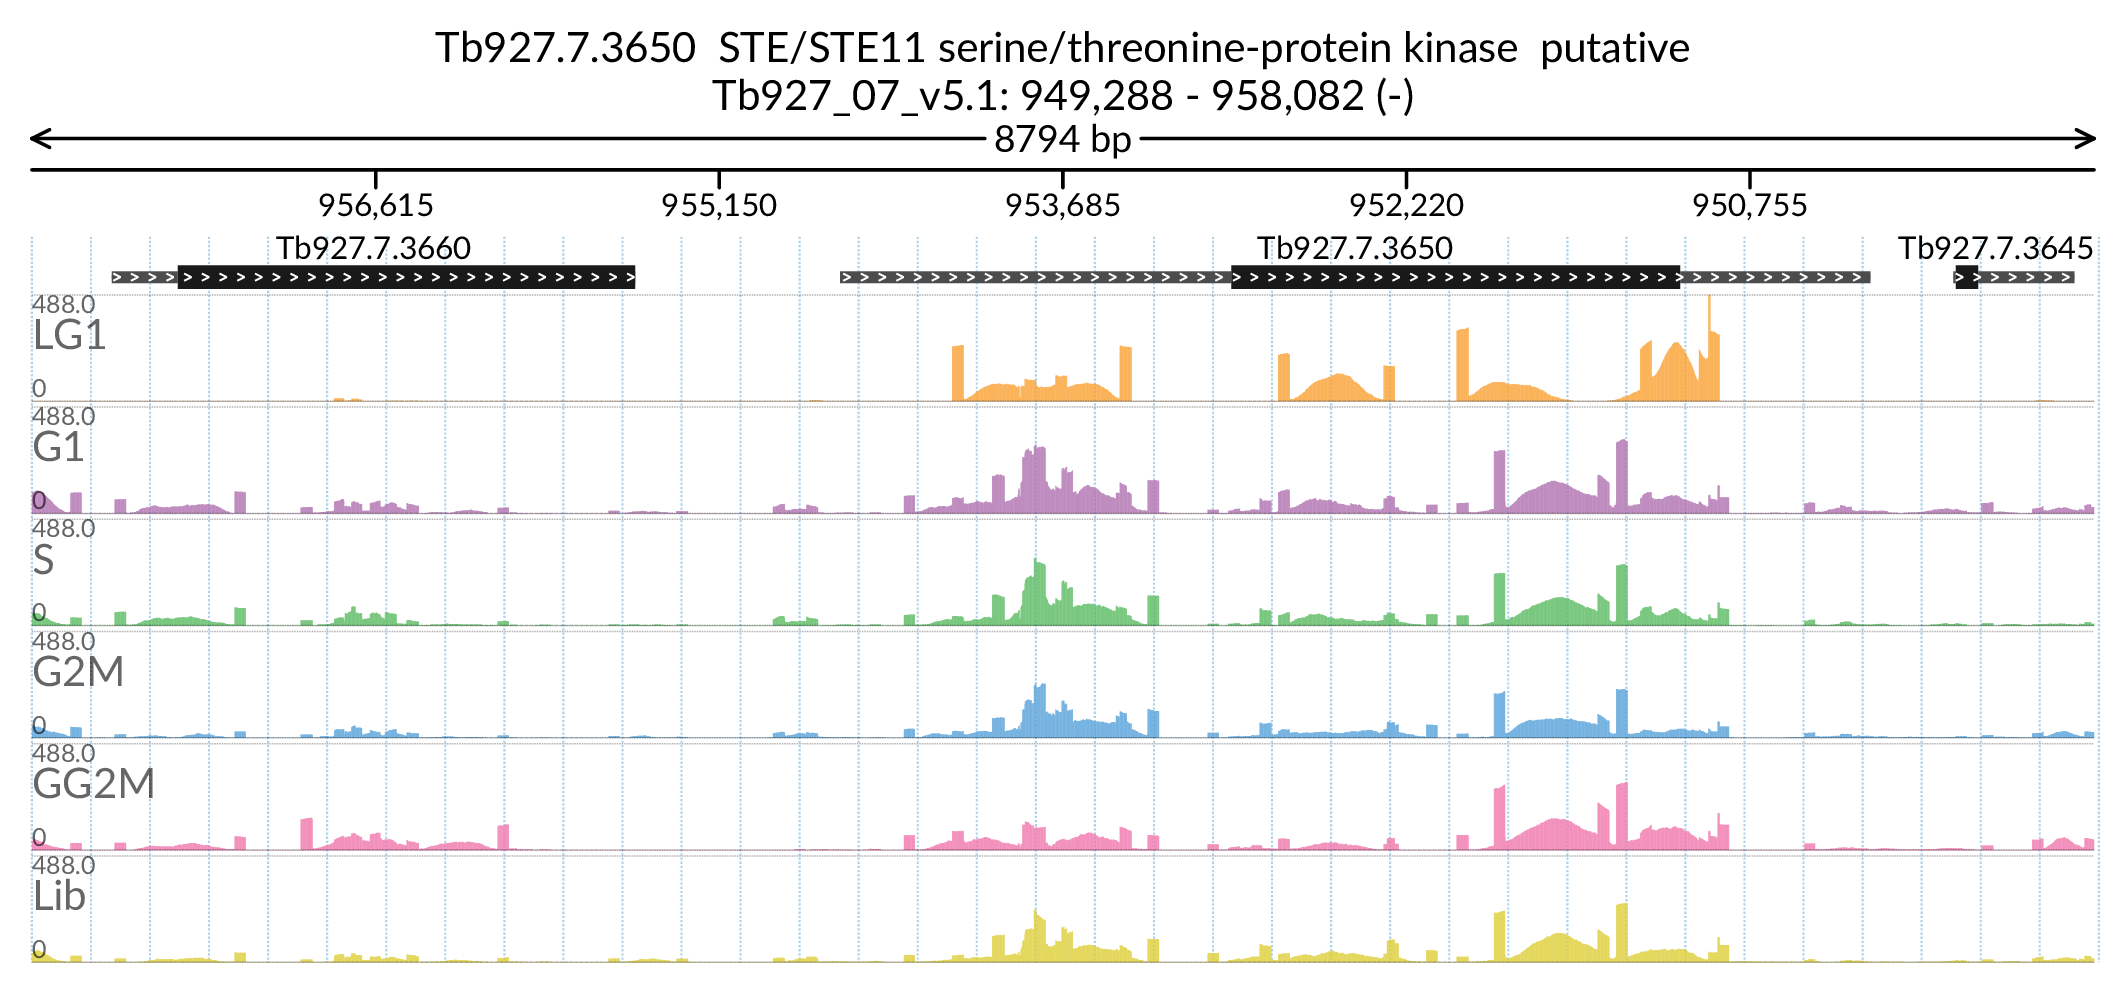 Tb927.7.3650  STE/STE11 serine/threonine-protein kinase  putative
Tb927_07_v5.1: 949,288 - 958,082 (-)
8794 bp
956,615 955,150 953,685 952,220 950,755
Tb927.7.3660 Tb927.7.3650 Tb927.7.3645
488.0
LG1
0
488.0
G1
0
488.0
S
0
488.0
G2M
0
488.0
GG2M
0
488.0
Lib
0